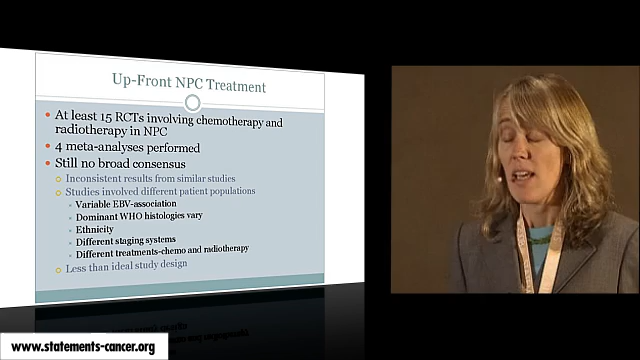 Up-Front NPC Treatment
At least 15 RCTs involving chemotherapy and
radiotherapy in NPC
4 meta-analyses performed
Still no broad consensus
Inconsistent results from similar studies
Studies involved different patient populations
Variable EBV-association
Dominant WHO histologies vary
Ethnicity
Different staging systems
Different treatments-chemo and radiotherapy
Less than ideal study design
www.statements-cancer.org